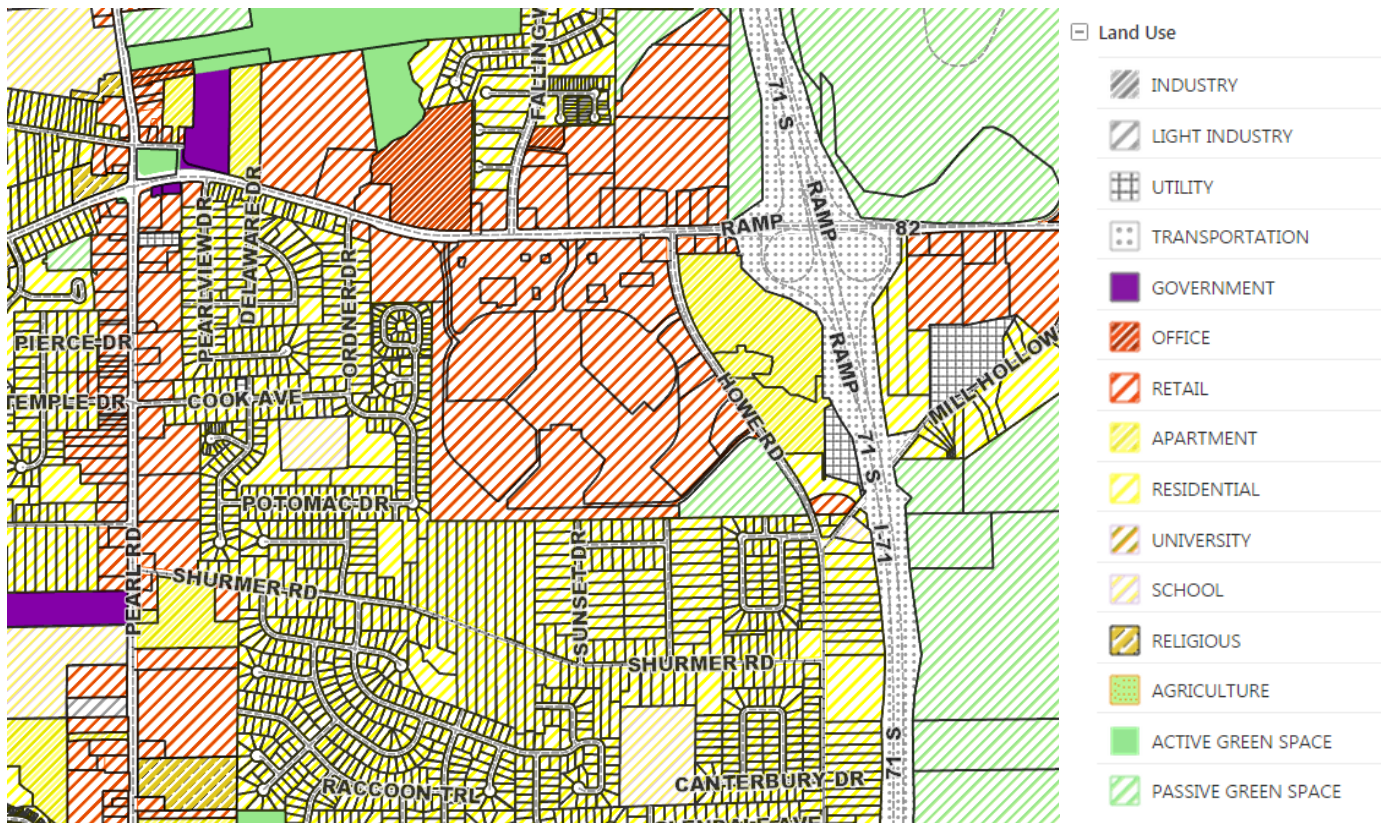 FALLING W
71 S
DELAWARE DR
PEARLVIEW DR
RAMP
RAMP
82
ORDNER DR
PIERCE DR
RAMP
MILL HOLLOW
TEMPLE DR
COOK AVE
HOWE RD
71 S
POTOMAC DR
I-71
PEARL RD
SHURMER RD
SUNSET DR
SHURMER RD
71 S
RACCOON TRL
CANTERBURY DR
GLENDALE AVE
Land Use
INDUSTRY
LIGHT INDUSTRY
UTILITY
TRANSPORTATION
GOVERNMENT
OFFICE
RETAIL
APARTMENT
RESIDENTIAL
UNIVERSITY
SCHOOL
RELIGIOUS
AGRICULTURE
ACTIVE GREEN SPACE
PASSIVE GREEN SPACE